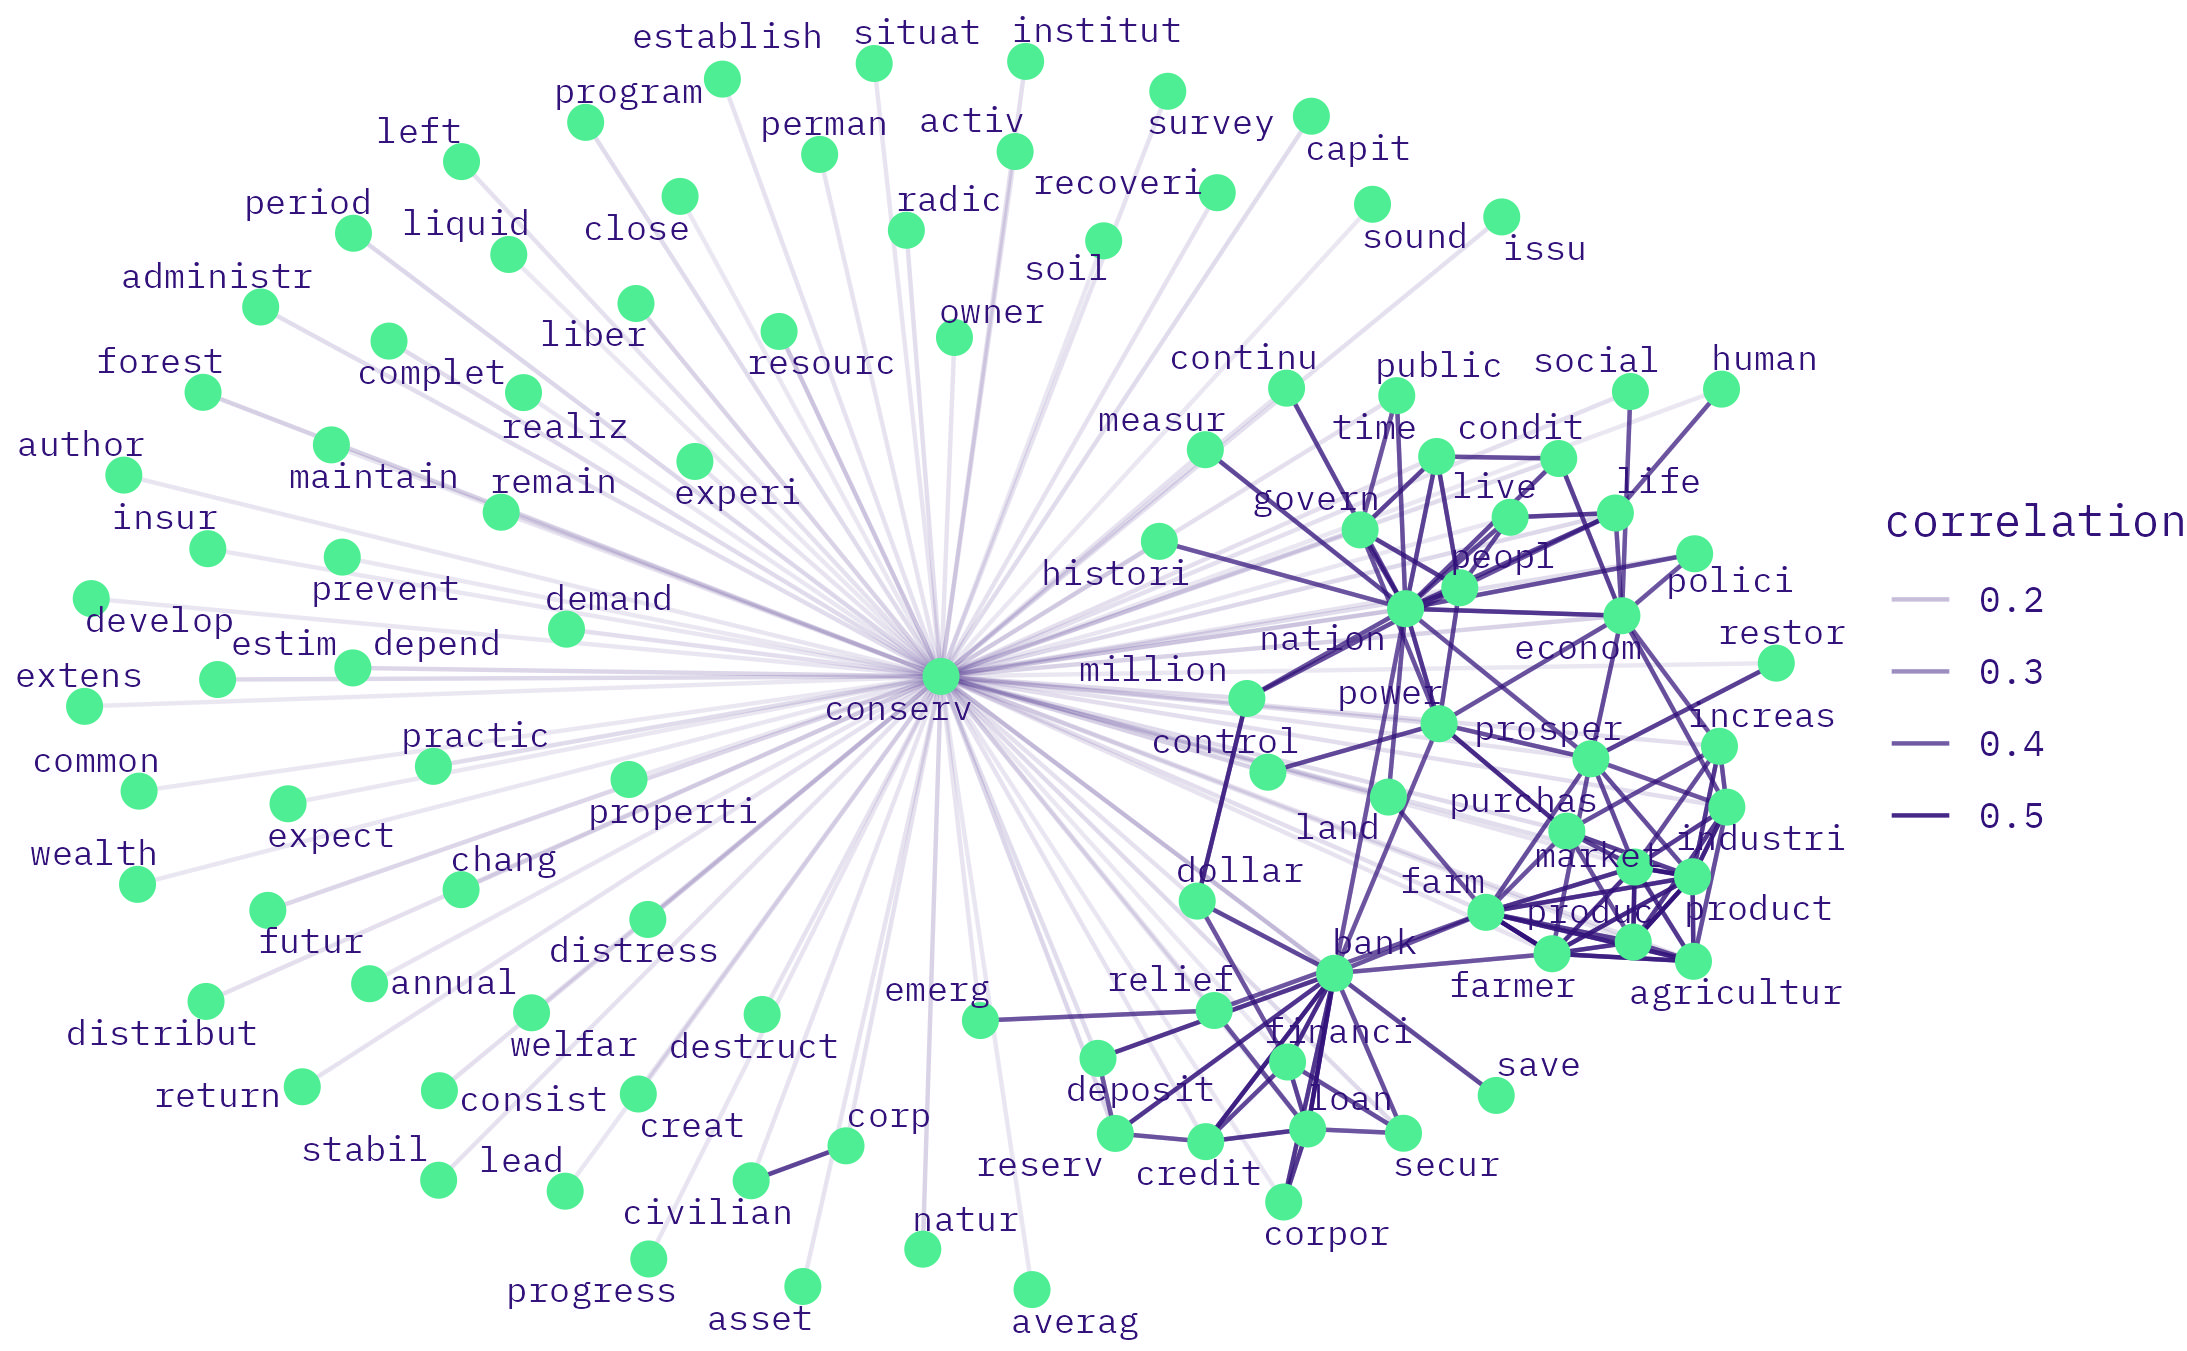 establish
situat
institut
program
perman
activ
survey
left
capit
recoveri
period
liquid
close
radic
sound
issu
administr
soil
liber
owner
forest
complet
resourc
continu
public
social
human
author
realiz
measur
time
condit
maintain
remain
experi
govern
live
life
correlation
insur
prevent
demand
histori
peopl
polici
0.2
develop
estim
depend
nation
econom
restor
extens
million
power
0.3
conserv
practic
control
prosper
increas
common
0.4
expect
properti
land
purchas
industri
0.5
wealth
chang
dollar
farm
market
futur
distress
bank
produc
product
annual
emerg
relief
farmer
agricultur
distribut
welfar
destruct
financi
return
consist
deposit
loan
save
creat
corp
stabil
lead
reserv
credit
secur
civilian
natur
corpor
progress
asset
averag